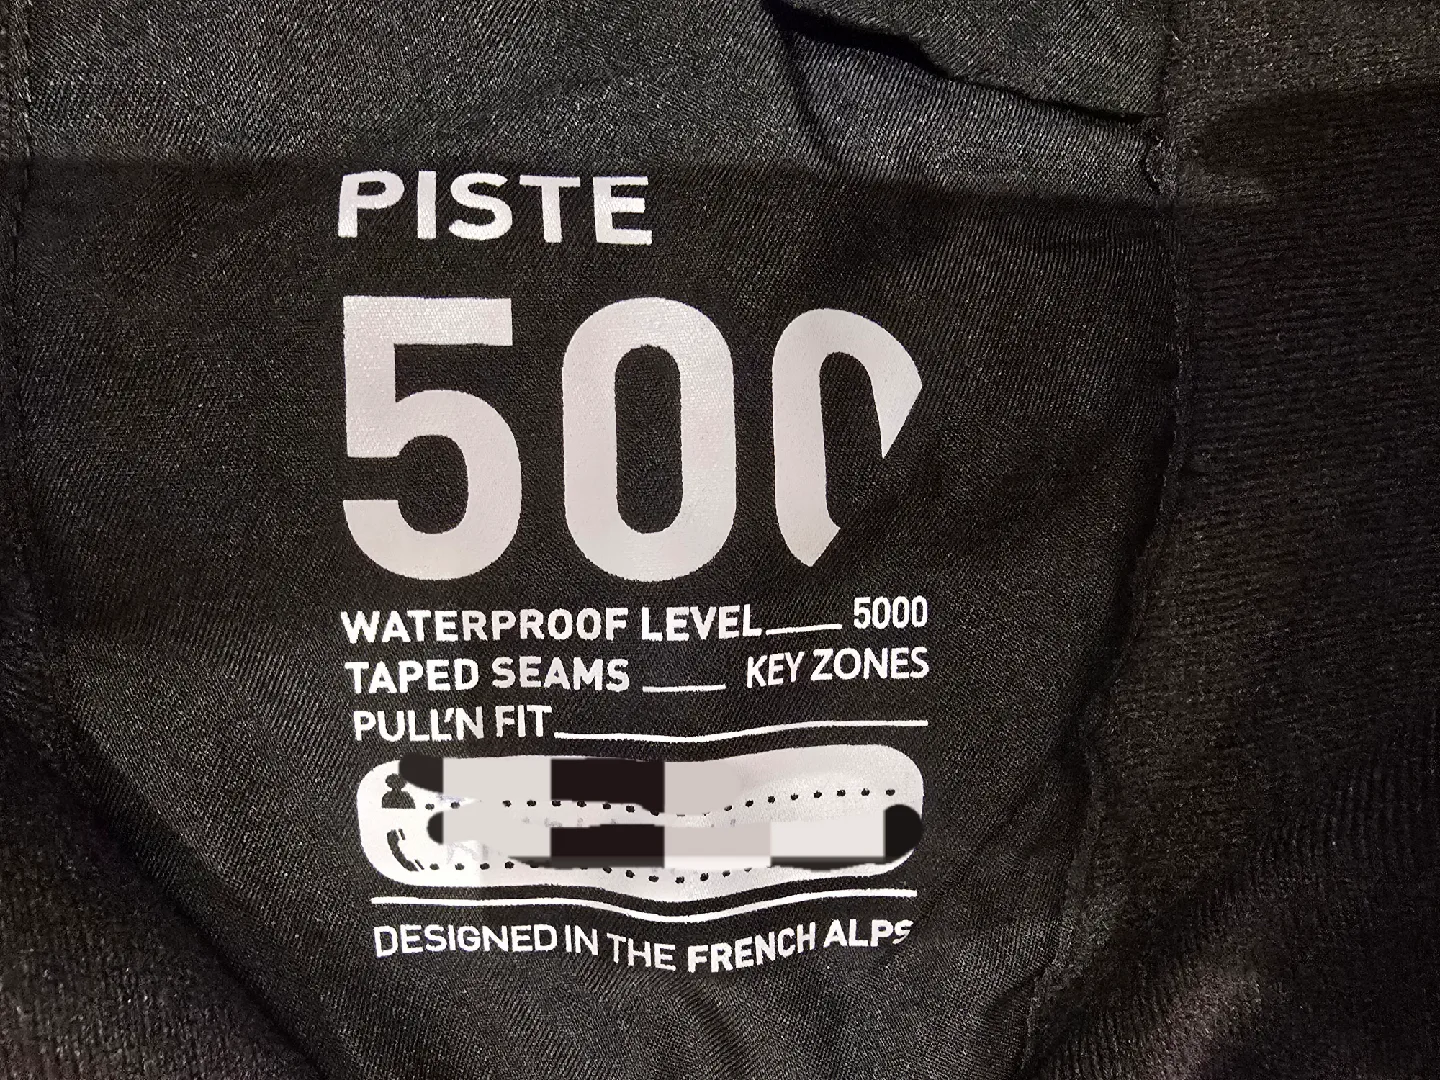 PISTE
500
WATERPROOF LEVEL 5000
TAPED SEAMS KEY ZONES
PULL'N FIT
DESIGNED IN THE FRENCH ALPS